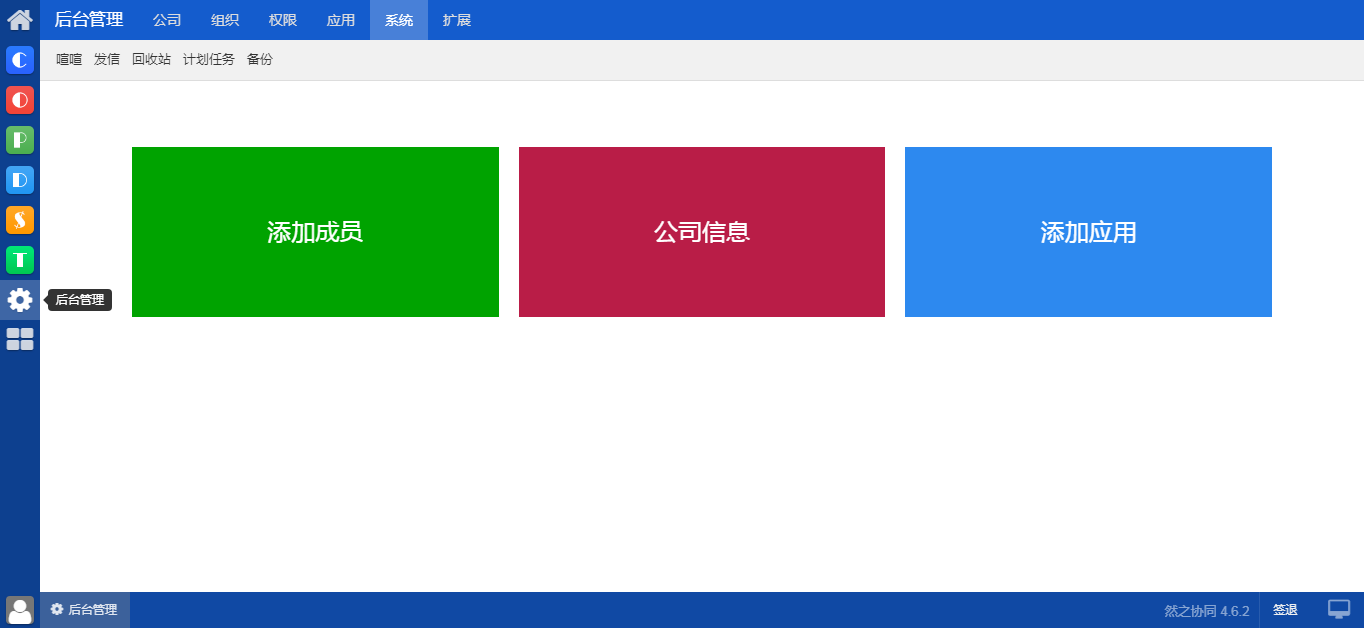 后台管理 公司 组织 权限 应用 系统 扩展
喧喧 发信 回收站 计划任务 备份
C
D
P
D
S
T
添加成员 公司信息 添加应用
后台管理
后台管理 然之协同 4.6.2 签退